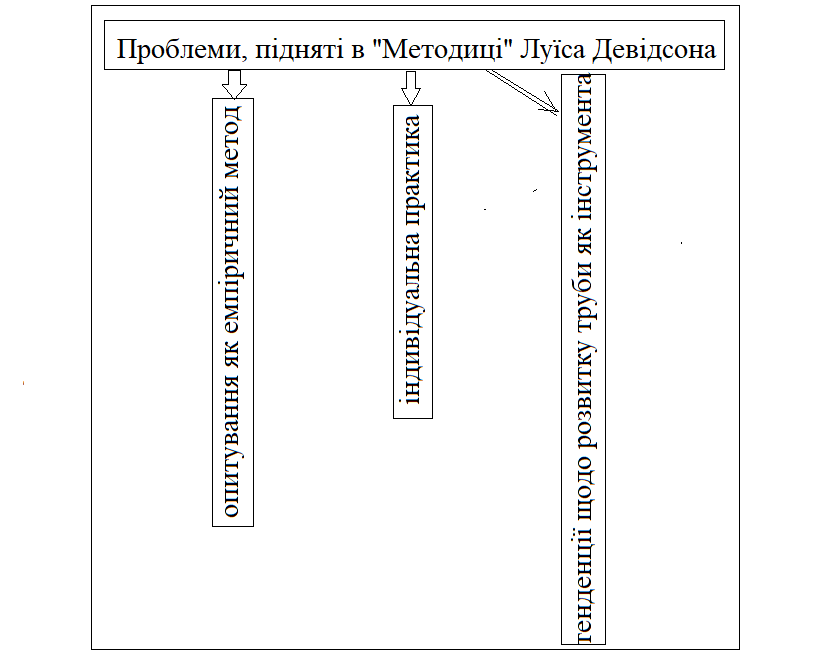 Проблеми, підняті в "Методиці" Луїса Девідсона
опитування як емпіричний метод
індивідуальна практика
тенденції щодо розвитку труби як інструмента